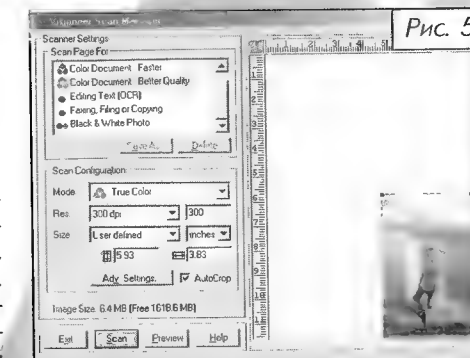 Рис. 5
Scanner Settings
Scan Page For
Color Document Faster
Color Document Better Quality
Editing Text (OCR)
Faxing, Filing or Copying
Black & White Photo
Delete
Scan Configuration
Mode True Color
Res. 300 dpi 300
Size User defined inches
5.93 3.83
Adv. Settings. AutoCrop
Image Size 6.4 MB (Free 1618.6 MB)
Exit Scan Preview Help